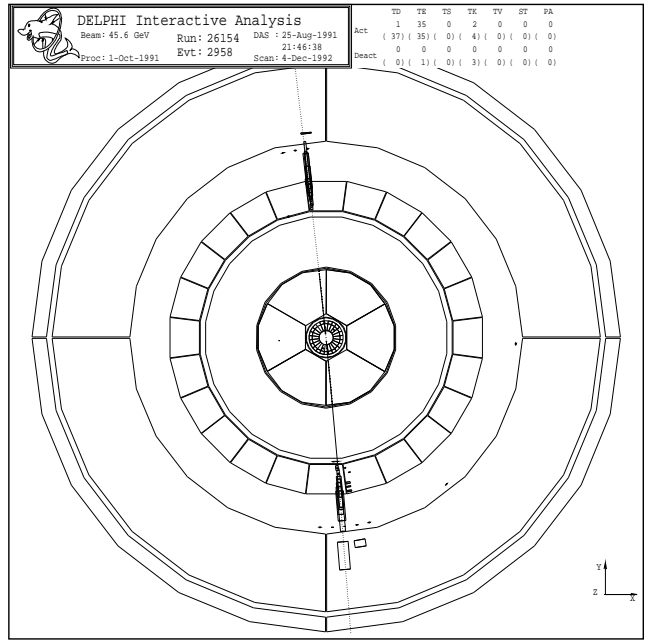 DELPHI Interactive Analysis
Beam: 45.6 GeV Run: 26154 DAS : 25-Aug-1991
21:46:38
Proc: 1-Oct-1991 Evt: 2958 Scan: 4-Dec-1992
TD TE TS TK TV ST PA
Act 1 35 0 2 0 0 0
( 37) ( 35) ( 0) ( 4) ( 0) ( 0) ( 0)
Deact 0 0 0 0 0 0 0
( 0) ( 1) ( 0) ( 3) ( 0) ( 0) ( 0)
Y
Z X